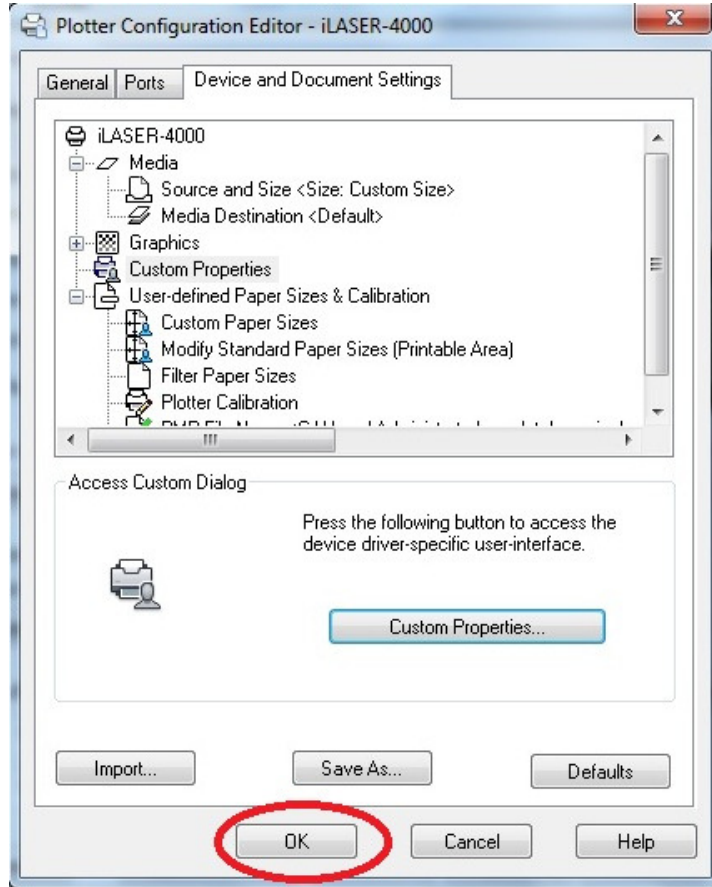 Plotter Configuration Editor - iLASER-4000
General Ports Device and Document Settings
iLASER-4000
Media
Source and Size <Size: Custom Size>
Media Destination <Default>
Graphics
Custom Properties
User-defined Paper Sizes & Calibration
Custom Paper Sizes
Modify Standard Paper Sizes (Printable Area)
Filter Paper Sizes
Plotter Calibration
Access Custom Dialog
Press the following button to access the
device driver-specific user-interface.
Custom Properties...
Import... Save As... Defaults
OK Cancel Help